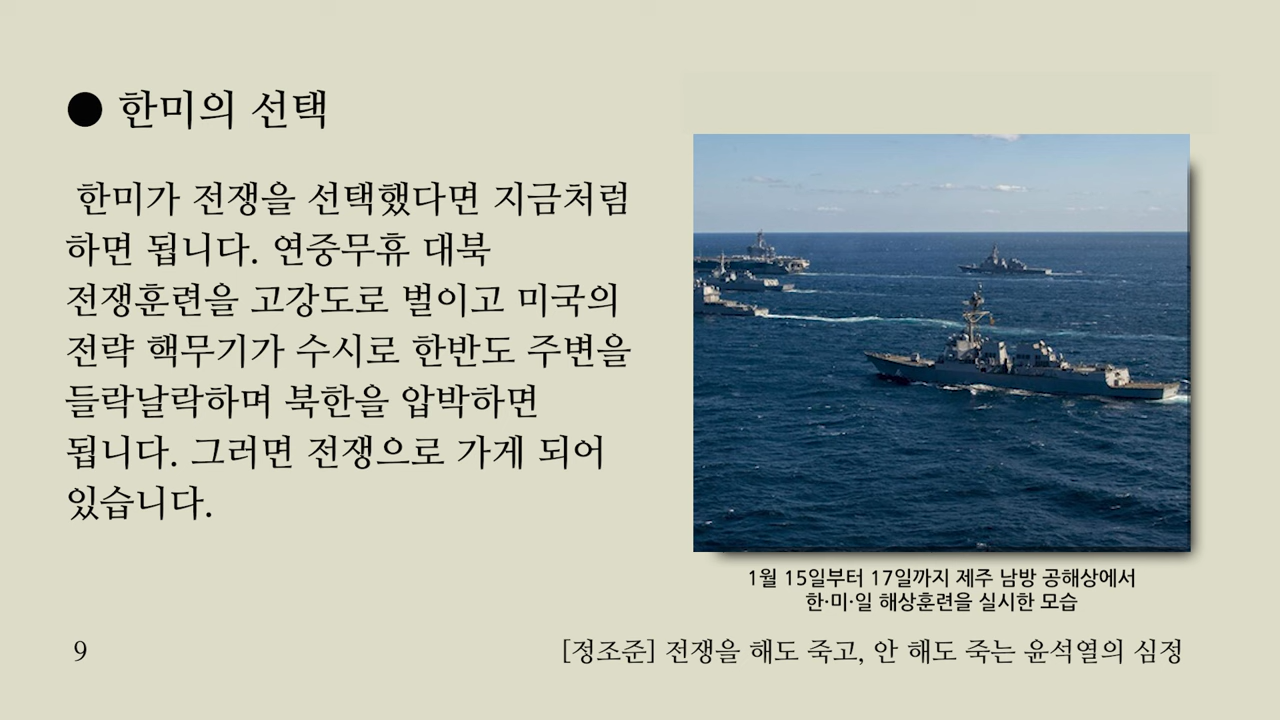 ● 한미의 선택
한미가 전쟁을 선택했다면 지금처럼
하면 됩니다. 연중무휴 대북
전쟁훈련을 고강도로 벌이고 미국의
전략 핵무기가 수시로 한반도 주변을
들락날락하며 북한을 압박하면
됩니다. 그러면 전쟁으로 가게 되어
있습니다.
1월 15일부터 17일까지 제주 남방 공해상에서
한·미·일 해상훈련을 실시한 모습
9
[정조준] 전쟁을 해도 죽고, 안 해도 죽는 윤석열의 심정